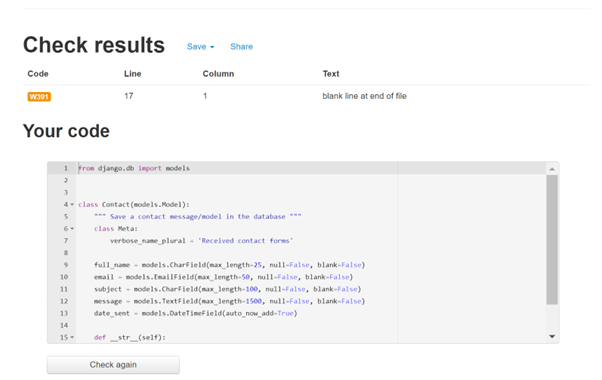 Check results Save Share
Code Line Column Text
W391 17 1 blank line at end of file
Your code
1 from django.db import models
2
3
4 class Contact(models.Model):
5 """ Save a contact message/model in the database """
6 class Meta:
7 verbose_name_plural = 'Received contact forms'
8
9 full_name = models.CharField(max_length=25, null=False, blank=False)
10 email = models.EmailField(max_length=50, null=False, blank=False)
11 subject = models.CharField(max_length=100, null=False, blank=False)
12 message = models.TextField(max_length=1500, null=False, blank=False)
13 date_sent = models.DateTimeField(auto_now_add=True)
14
15 def __str__(self):
Check again